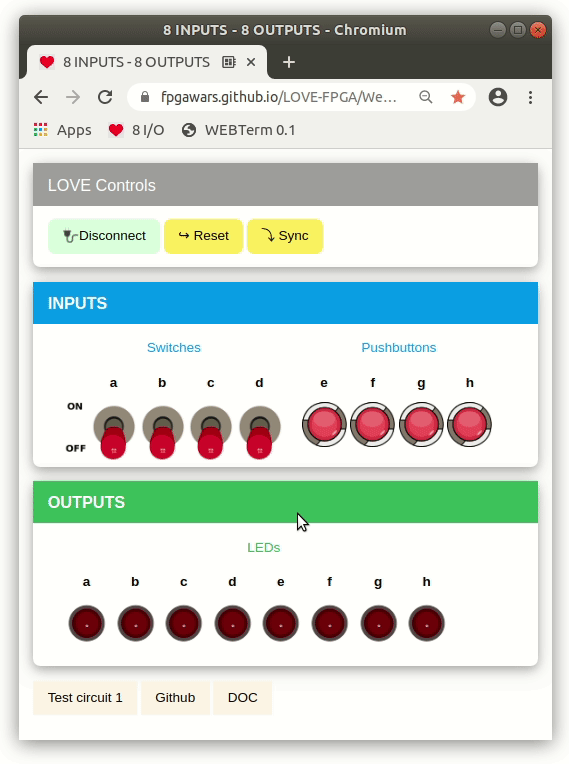 8 INPUTS - 8 OUTPUTS - Chromium
8 INPUTS - 8 OUTPUTS
fpgawars.github.io/LOVE-FPGA/We...
Apps 8 I/O WEBTerm 0.1
LOVE Controls
Disconnect ↪ Reset ⤵ Sync
INPUTS
Switches Pushbuttons
a b c d e f g h
ON
OFF
OUTPUTS
LEDs
a b c d e f g h
Test circuit 1 Github DOC